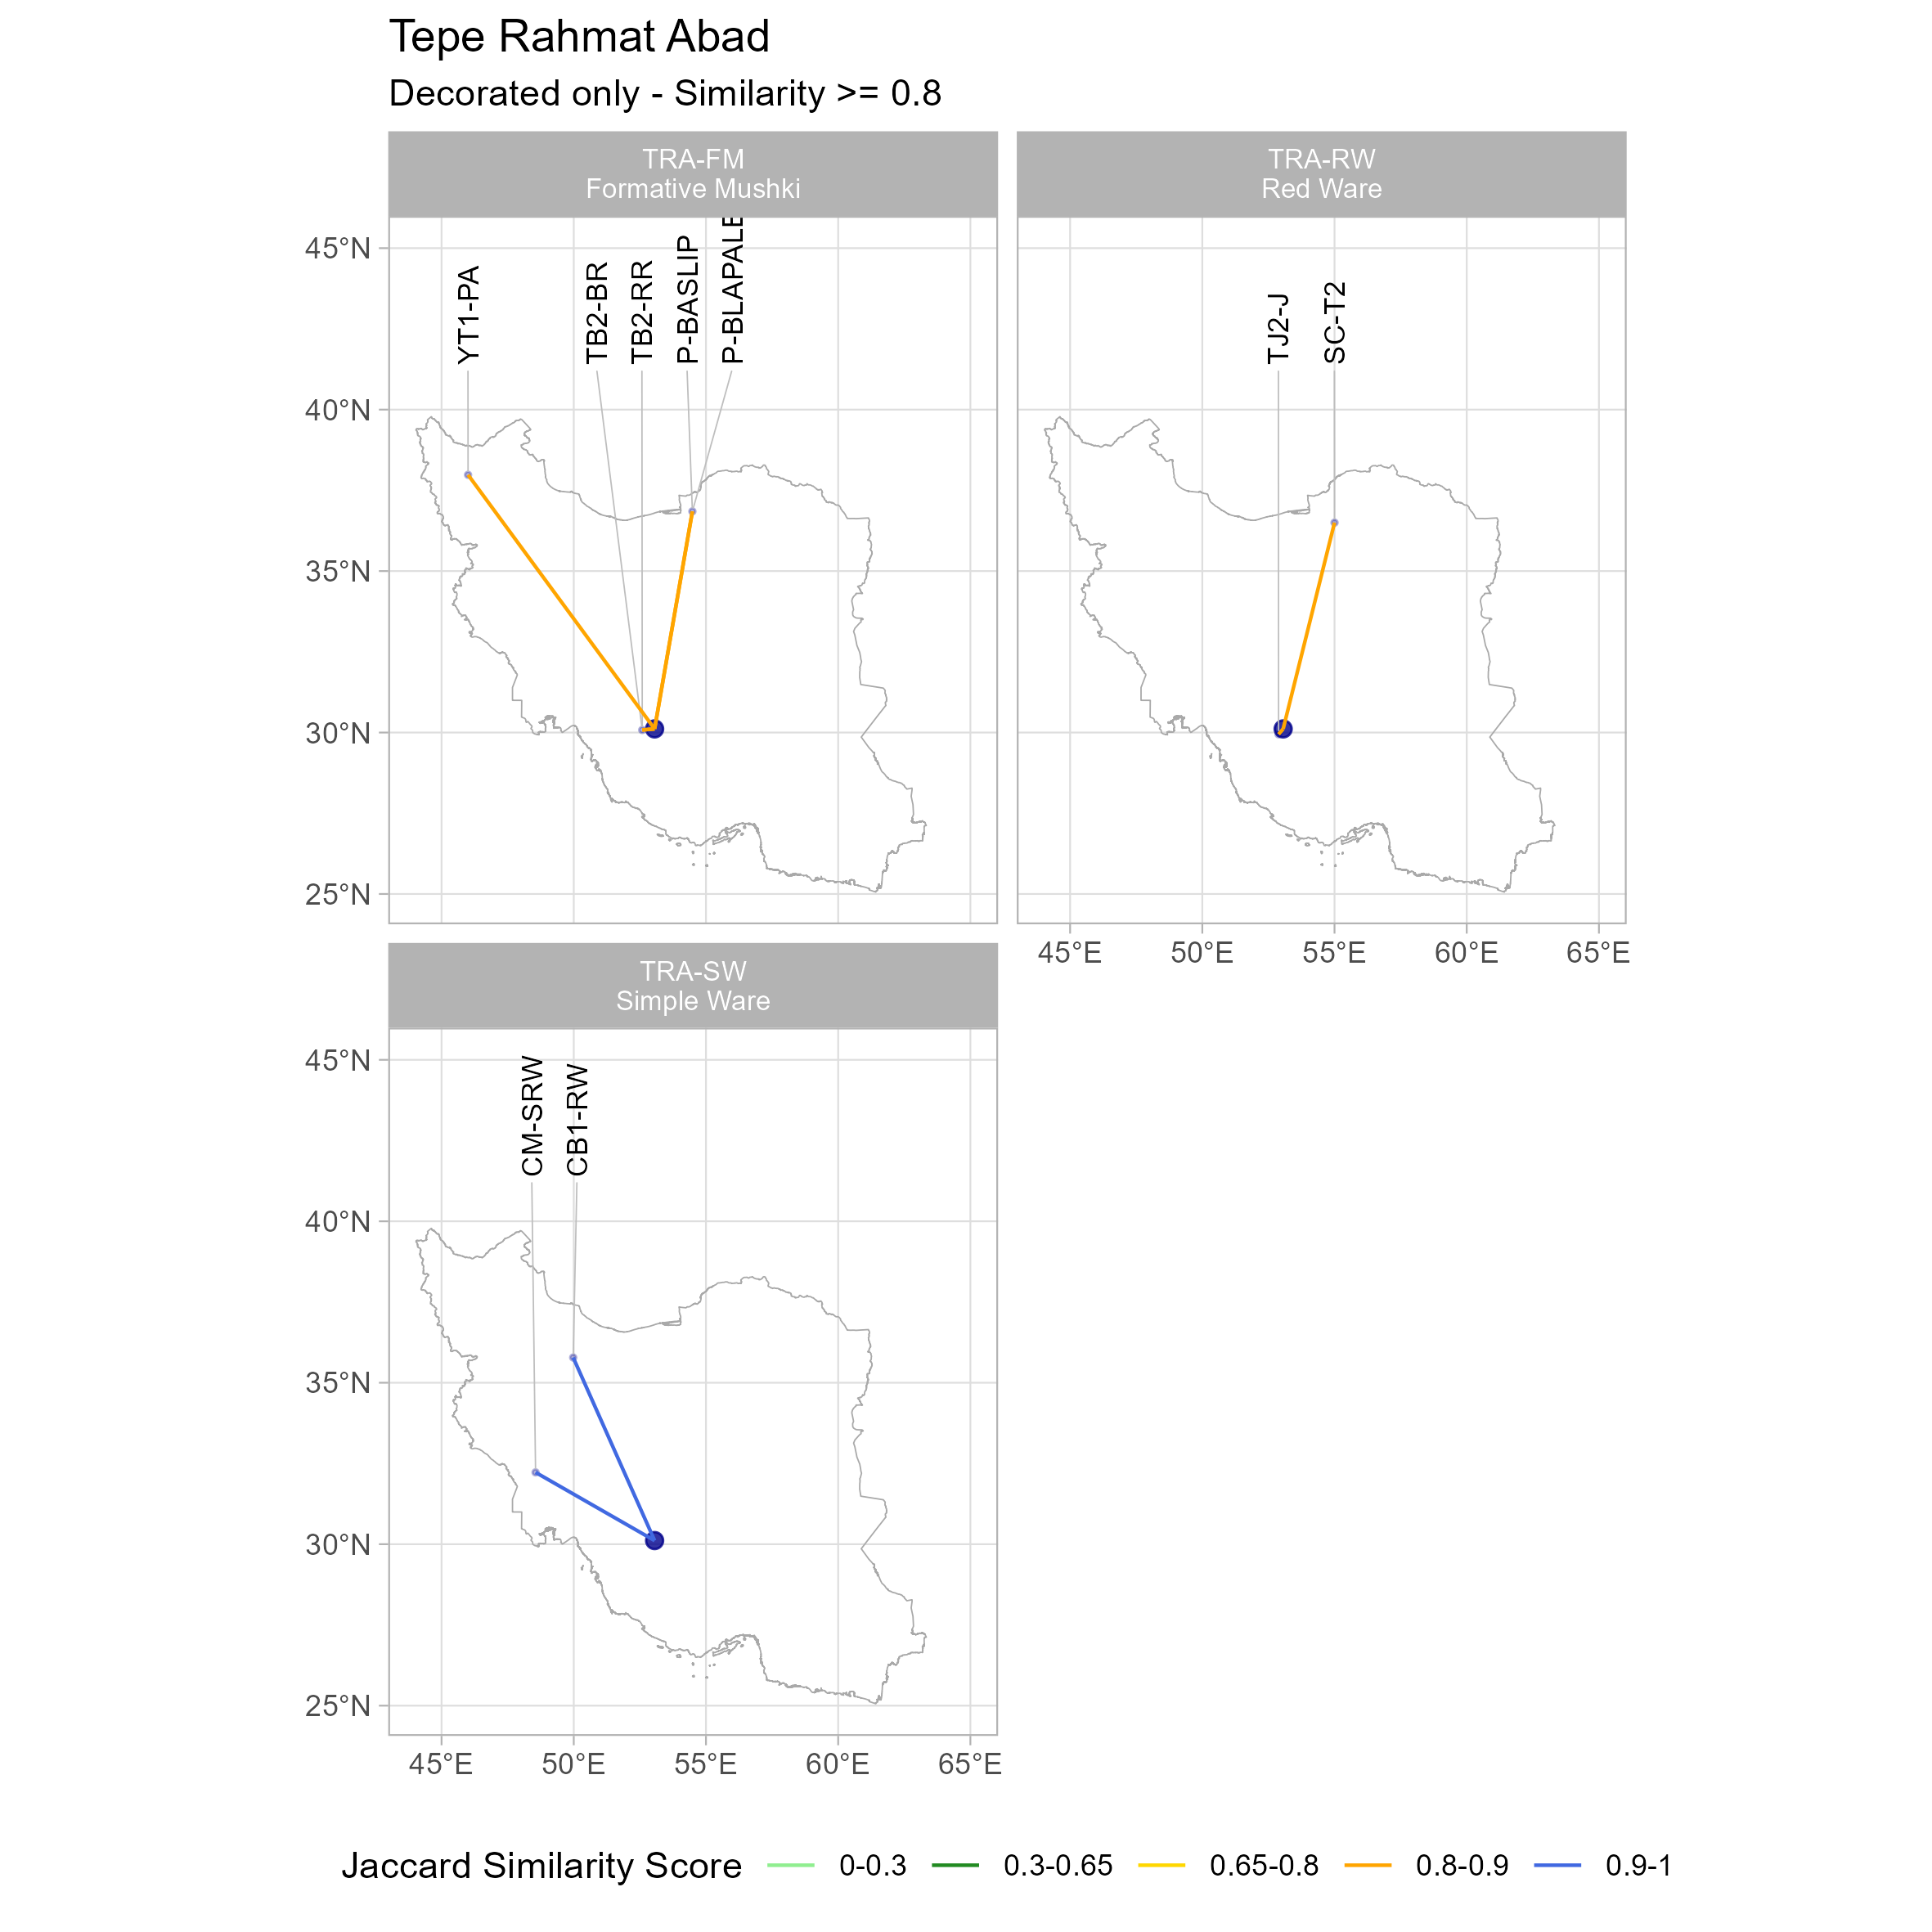 Tepe Rahmat Abad
Decorated only - Similarity >= 0.8
TRA-FM
Formative Mushki
TRA-RW
Red Ware
45°N
40°N
35°N
30°N
25°N
YT1-PA
TB2-BR
TB2-RR
P-BASLIP
P-BLAPALE
TJ2-J
SC-T2
45°E
50°E
55°E
60°E
65°E
TRA-SW
Simple Ware
45°N
40°N
35°N
30°N
25°N
CM-SRW
CB1-RW
45°E
50°E
55°E
60°E
65°E
Jaccard Similarity Score 0-0.3 0.3-0.65 0.65-0.8 0.8-0.9 0.9-1